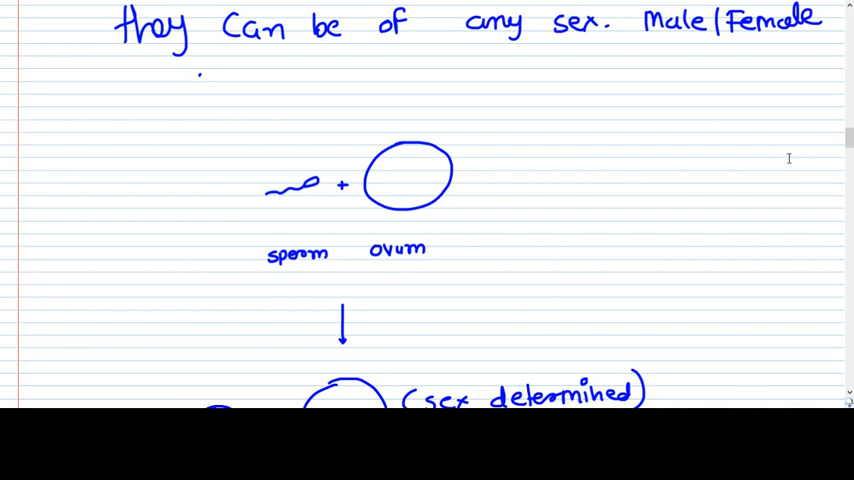 they can be of any sex. Male/Female
.
+
sperm ovum
(sex determined)